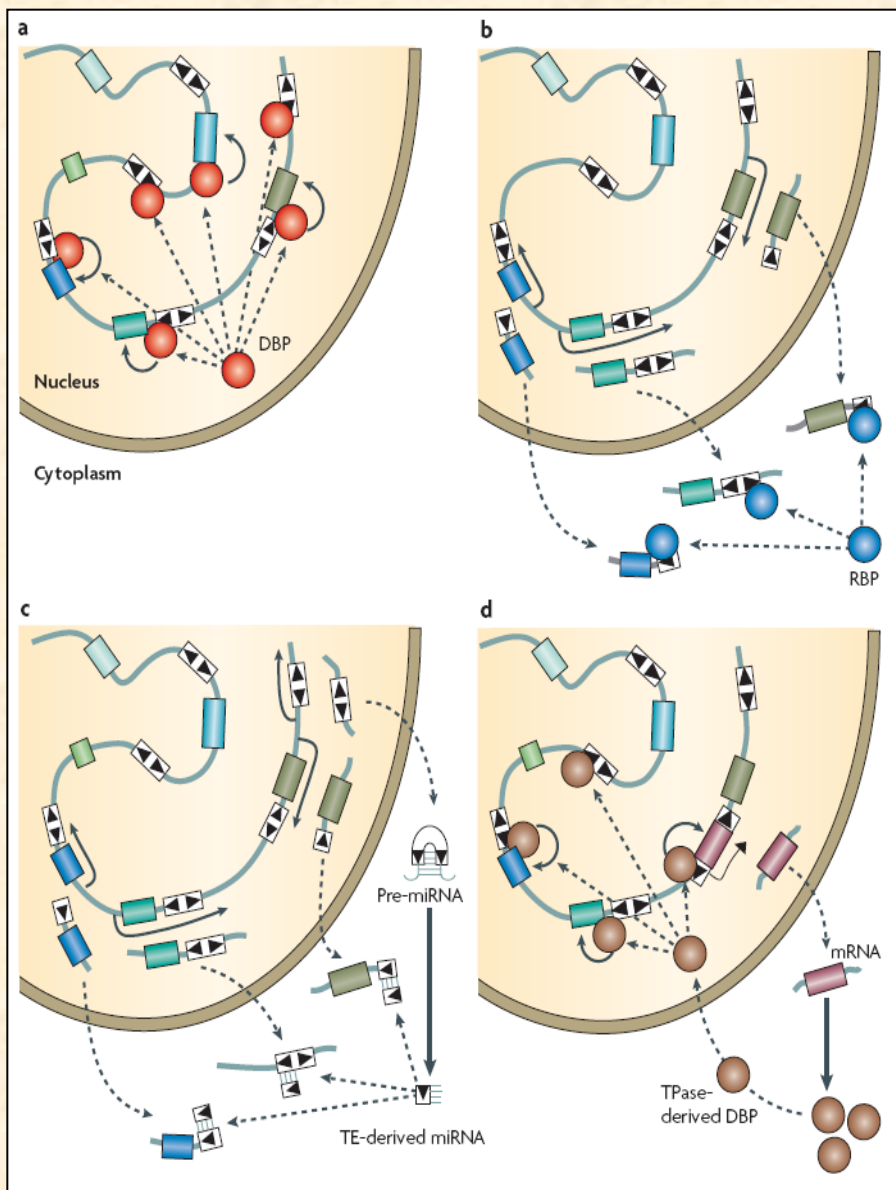 a
DBP
Nucleus
Cytoplasm
b
RBP
c
Pre-miRNA
TE-derived miRNA
d
mRNA
TPase-
derived DBP